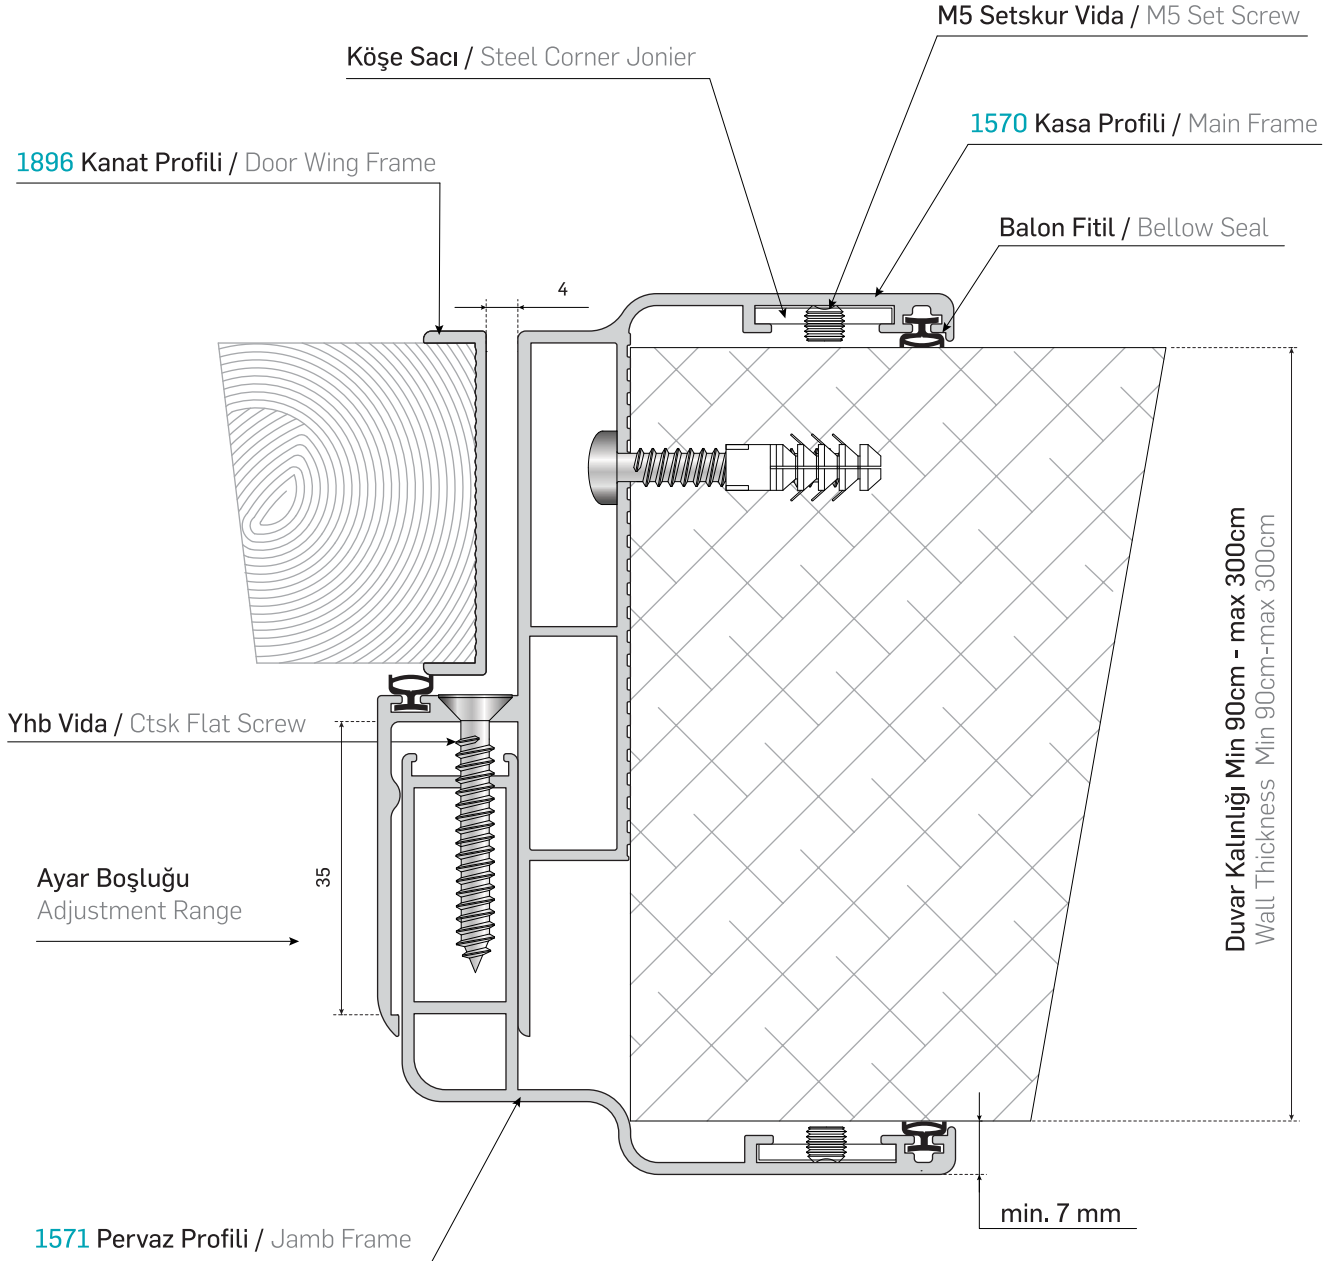 M5 Setskur Vida / M5 Set Screw
Köşe Sacı / Steel Corner Jonier
1570 Kasa Profili / Main Frame
1896 Kanat Profili / Door Wing Frame
Balon Fitil / Bellow Seal
4
Yhb Vida / Ctsk Flat Screw
35
Ayar Boşluğu
Adjustment Range
Duvar Kalınlığı Min 90cm - max 300cm
Wall Thickness Min 90cm-max 300cm
min. 7 mm
1571 Pervaz Profili / Jamb Frame